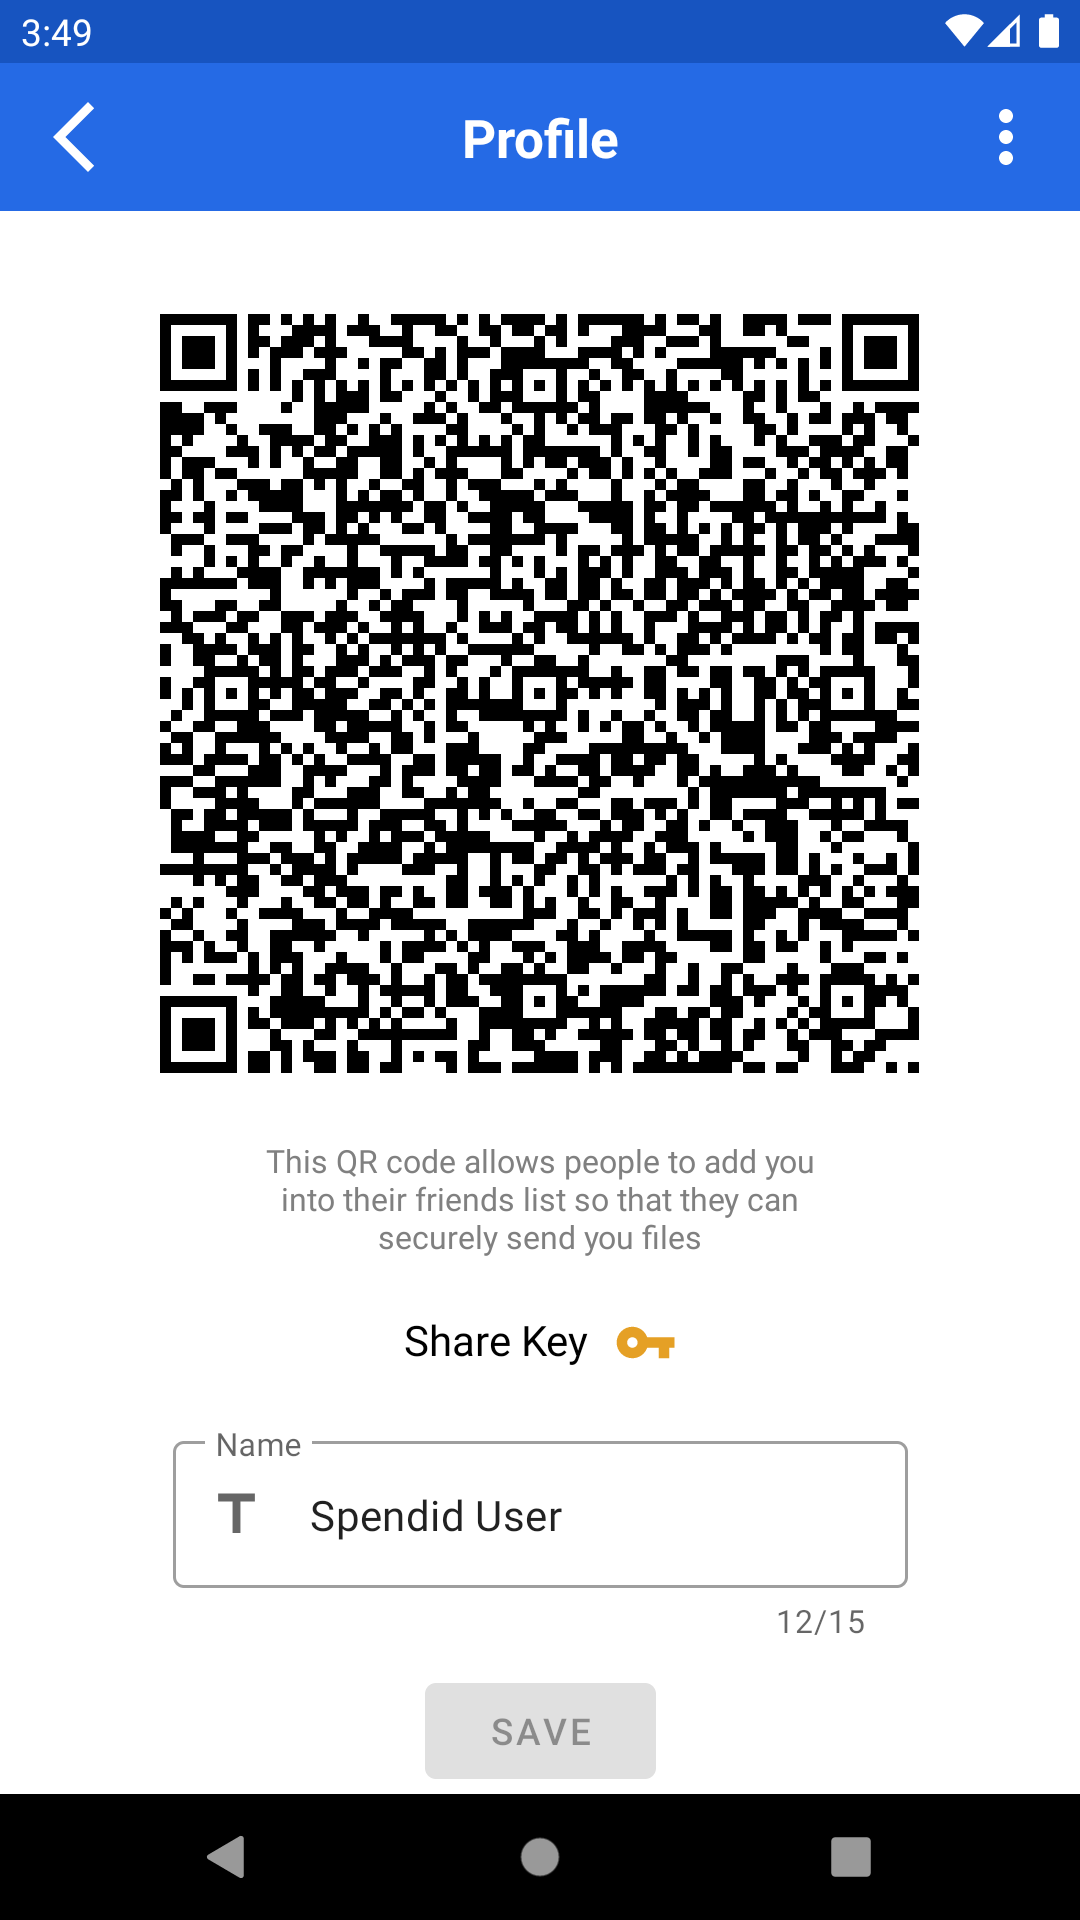 3:49
Profile
This QR code allows people to add you
into their friends list so that they can
securely send you files
Share Key
Name
Spendid User
12/15
SAVE